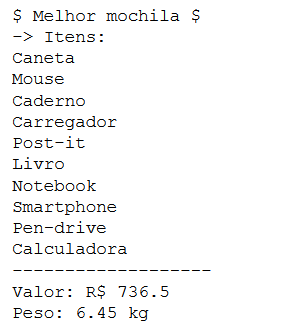 $ Melhor mochila $
-> Itens:
Caneta
Mouse
Caderno
Carregador
Post-it
Livro
Notebook
Smartphone
Pen-drive
Calculadora
-------------------
Valor: R$ 736.5
Peso: 6.45 kg